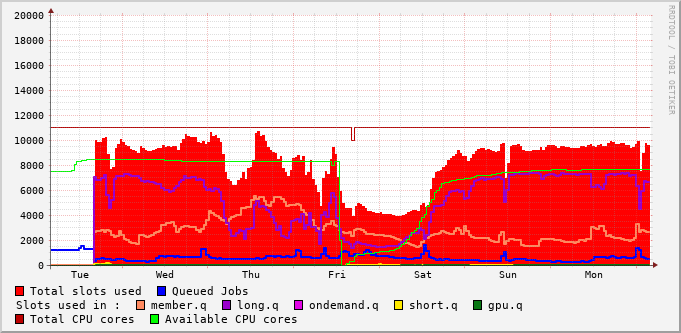 RRDTOOL / TOBI OETIKER
20000
18000
16000
14000
12000
10000
8000
6000
4000
2000
0
Tue Wed Thu Fri Sat Sun Mon
Total slots used Queued Jobs
Slots used in : member.q long.q ondemand.q short.q gpu.q
Total CPU cores Available CPU cores